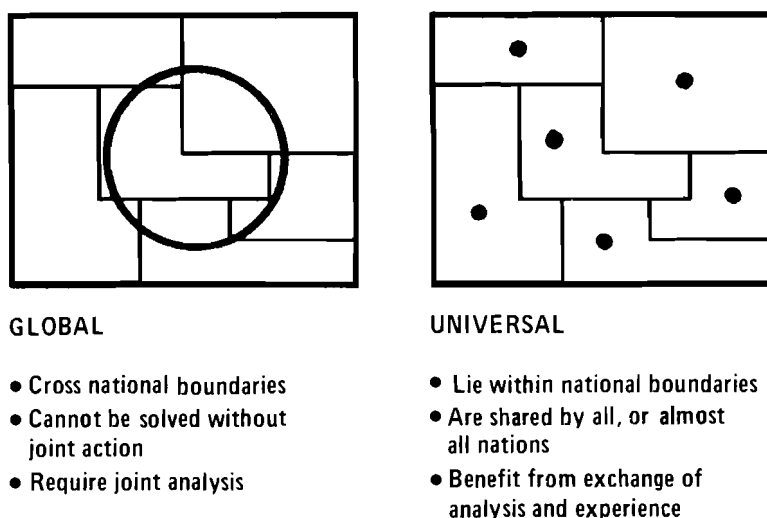 GLOBAL
• Cross national boundaries
• Cannot be solved without
joint action
• Require joint analysis
UNIVERSAL
• Lie within national boundaries
• Are shared by all, or almost
all nations
• Benefit from exchange of
analysis and experience